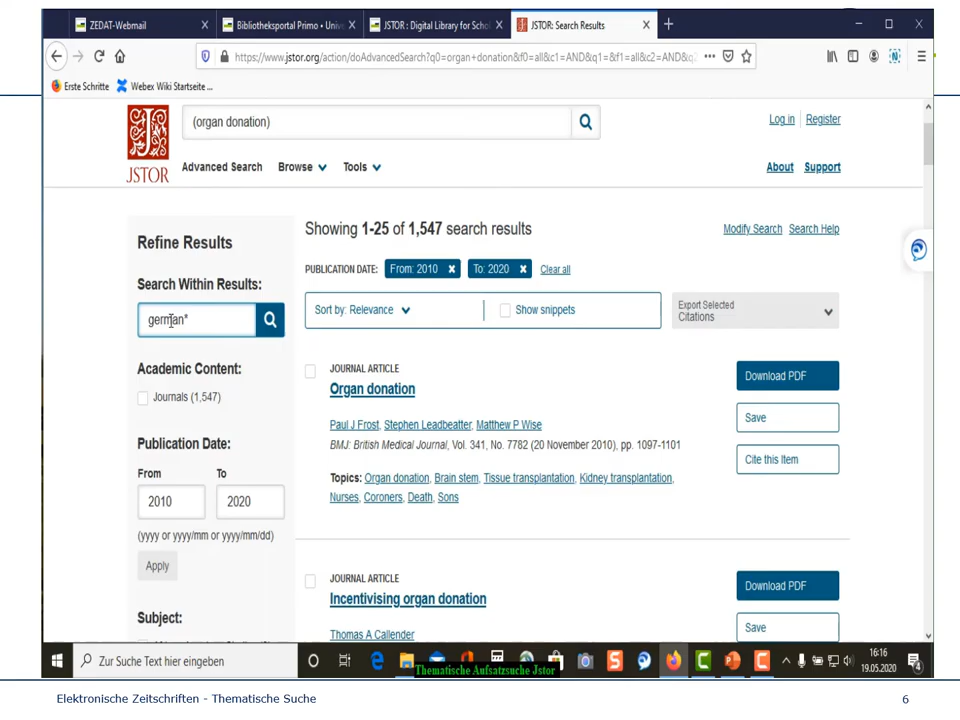 ZEDAT-Webmail
Bibliotheksportal Primo • Univ
JSTOR : Digital Library for Schol
JSTOR: Search Results
https://www.jstor.org/action/doAdvancedSearch?q0=organ+donation&f0=all&c1=AND&q1=&f1=all&c2=AND&q
Erste Schritte
Webex Wiki Startseite ...
(organ donation)
Log in
Register
JSTOR
Advanced Search
Browse
Tools
About
Support
Refine Results
Showing 1-25 of 1,547 search results
Modify Search
Search Help
PUBLICATION DATE:
From: 2010
To: 2020
Clear all
Search Within Results:
german*
Sort by: Relevance
Show snippets
Export Selected
Citations
Academic Content:
Journals (1,547)
JOURNAL ARTICLE
Organ donation
Paul J Frost, Stephen Leadbeatter, Matthew P Wise
BMJ: British Medical Journal, Vol. 341, No. 7782 (20 November 2010), pp. 1097-1101
Topics: Organ donation, Brain stem, Tissue transplantation, Kidney transplantation,
Nurses, Coroners, Death, Sons
Download PDF
Save
Cite this Item
Publication Date:
From
To
2010
2020
(yyyy or yyyy/mm or yyyy/mm/dd)
Apply
Subject:
JOURNAL ARTICLE
Incentivising organ donation
Thomas A Callender
Download PDF
Save
Zur Suche Text hier eingeben
Thematische Aufsatzsuche Jstor
16:16
19.05.2020
4
Elektronische Zeitschriften - Thematische Suche
6